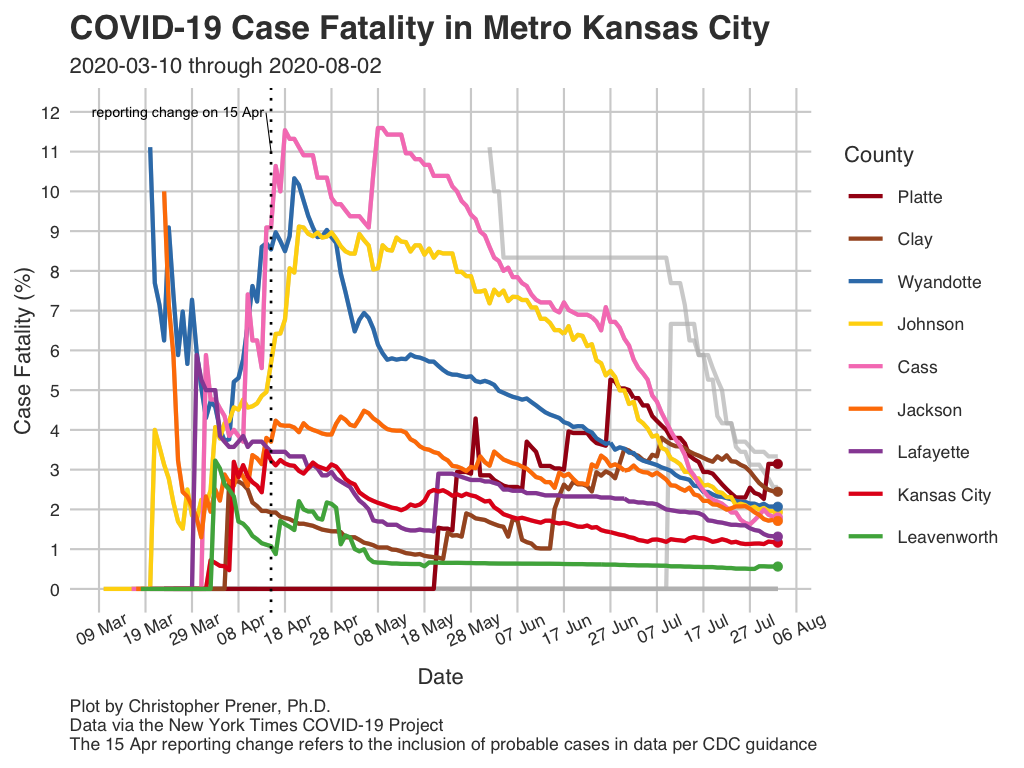 COVID-19 Case Fatality in Metro Kansas City
2020-03-10 through 2020-08-02
reporting change on 15 Apr
Case Fatality (%)
12
11
10
9
8
7
6
5
4
3
2
1
0
09 Mar
19 Mar
29 Mar
08 Apr
18 Apr
28 Apr
08 May
18 May
28 May
07 Jun
17 Jun
27 Jun
07 Jul
17 Jul
27 Jul
06 Aug
Date
County
Platte
Clay
Wyandotte
Johnson
Cass
Jackson
Lafayette
Kansas City
Leavenworth
Plot by Christopher Prener, Ph.D.
Data via the New York Times COVID-19 Project
The 15 Apr reporting change refers to the inclusion of probable cases in data per CDC guidance